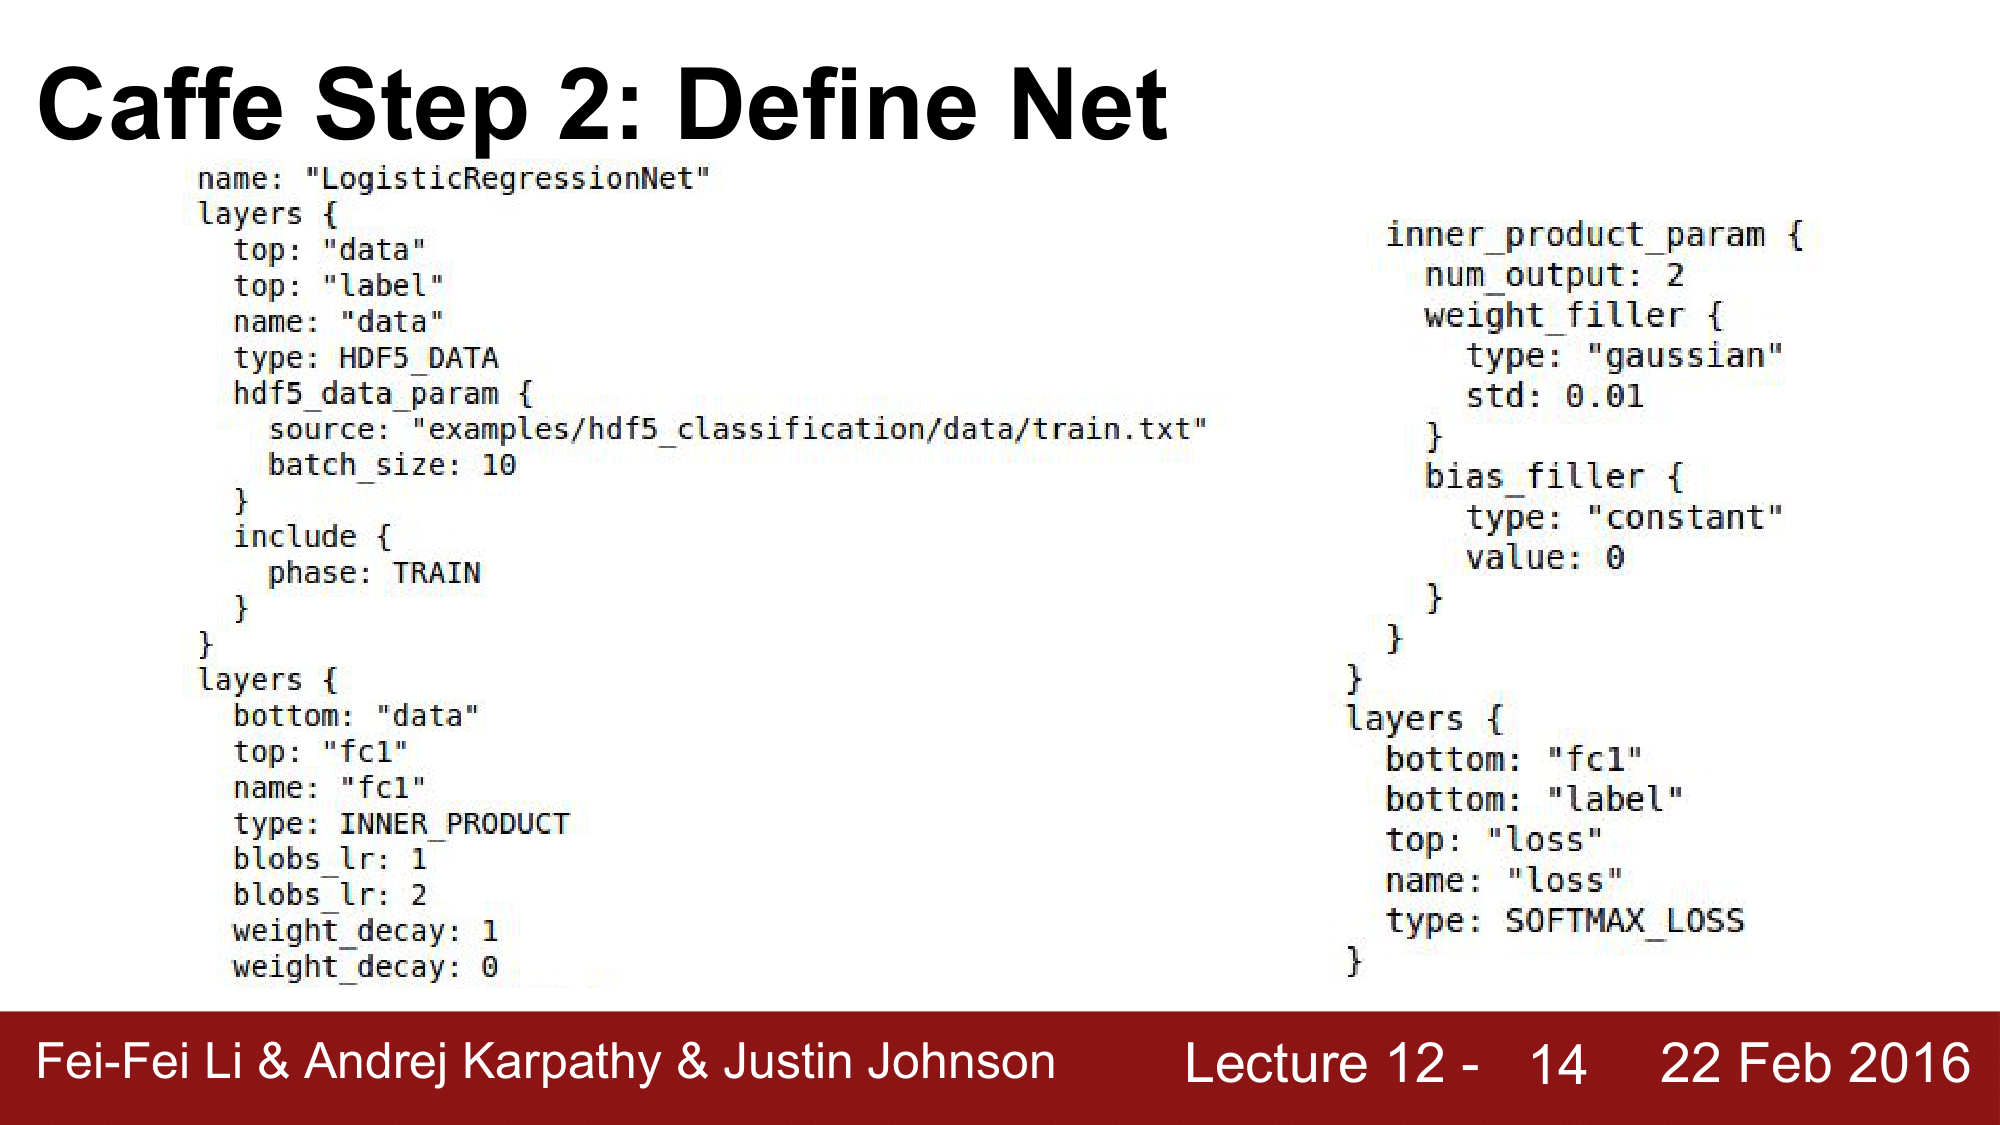 Caffe Step 2: Define Net
name: "LogisticRegressionNet"
layers {
  top: "data"
  top: "label"
  name: "data"
  type: HDF5_DATA
  hdf5_data_param {
    source: "examples/hdf5_classification/data/train.txt"
    batch_size: 10
  }
  include {
    phase: TRAIN
  }
}
layers {
  bottom: "data"
  top: "fc1"
  name: "fc1"
  type: INNER_PRODUCT
  blobs_lr: 1
  blobs_lr: 2
  weight_decay: 1
  weight_decay: 0
  inner_product_param {
    num_output: 2
    weight_filler {
      type: "gaussian"
      std: 0.01
    }
    bias_filler {
      type: "constant"
      value: 0
    }
  }
}
layers {
  bottom: "fc1"
  bottom: "label"
  top: "loss"
  name: "loss"
  type: SOFTMAX_LOSS
}
Fei-Fei Li & Andrej Karpathy & Justin Johnson Lecture 12 - 14 22 Feb 2016